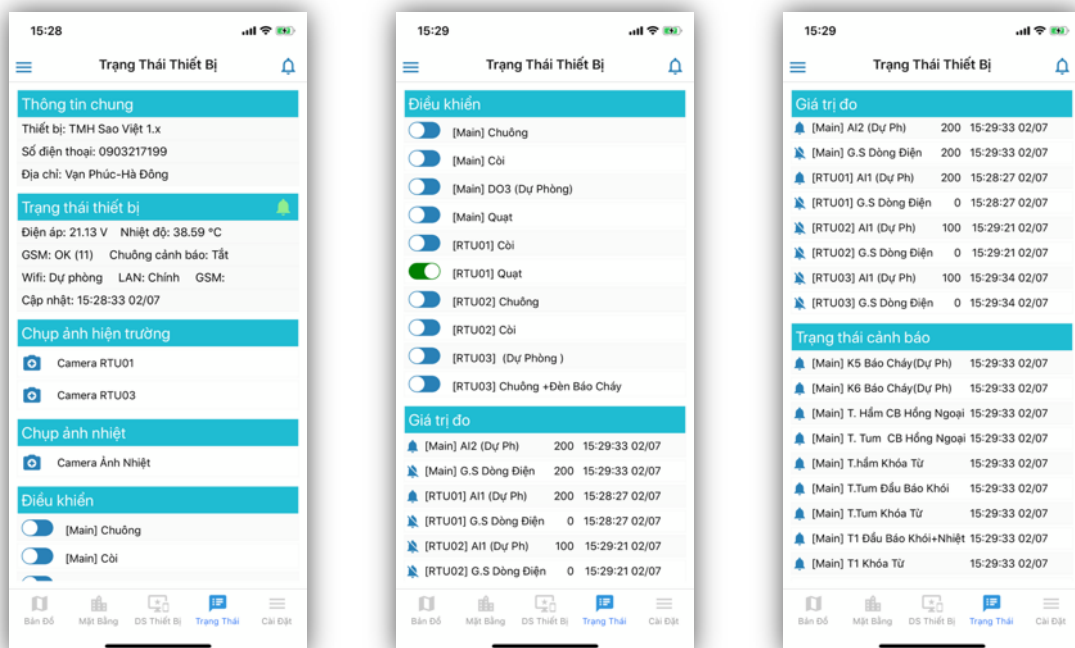 15:28
Trạng Thái Thiết Bị
Thông tin chung
Thiết bị: TMH Sao Việt 1.x
Số điện thoại: 0903217199
Địa chỉ: Vạn Phúc-Hà Đông
Trạng thái thiết bị
Điện áp: 21.13 V Nhiệt độ: 38.59 °C
GSM: OK (11) Chuông cảnh báo: Tắt
Wifi: Dự phòng LAN: Chính GSM:
Cập nhật: 15:28:33 02/07
Chụp ảnh hiện trường
Camera RTU01
Camera RTU03
Chụp ảnh nhiệt
Camera Ảnh Nhiệt
Điều khiển
[Main] Chuông
[Main] Còi
Bản Đồ Mặt Bằng DS Thiết Bị Trạng Thái Cài Đặt
15:29
Trạng Thái Thiết Bị
Điều khiển
[Main] Chuông
[Main] Còi
[Main] DO3 (Dự Phòng)
[Main] Quạt
[RTU01] Còi
[RTU01] Quạt
[RTU02] Chuông
[RTU02] Còi
[RTU03] (Dự Phòng )
[RTU03] Chuông +Đèn Báo Cháy
Giá trị đo
[Main] AI2 (Dự Ph) 200 15:29:33 02/07
[Main] G.S Dòng Điện 200 15:29:33 02/07
[RTU01] AI1 (Dự Ph) 200 15:28:27 02/07
[RTU01] G.S Dòng Điện 0 15:28:27 02/07
[RTU02] AI1 (Dự Ph) 100 15:29:21 02/07
[RTU02] G.S Dòng Điện 0 15:29:21 02/07
Bản Đồ Mặt Bằng DS Thiết Bị Trạng Thái Cài Đặt
15:29
Trạng Thái Thiết Bị
Giá trị đo
[Main] AI2 (Dự Ph) 200 15:29:33 02/07
[Main] G.S Dòng Điện 200 15:29:33 02/07
[RTU01] AI1 (Dự Ph) 200 15:28:27 02/07
[RTU01] G.S Dòng Điện 0 15:28:27 02/07
[RTU02] AI1 (Dự Ph) 100 15:29:21 02/07
[RTU02] G.S Dòng Điện 0 15:29:21 02/07
[RTU03] AI1 (Dự Ph) 100 15:29:34 02/07
[RTU03] G.S Dòng Điện 0 15:29:34 02/07
Trạng thái cảnh báo
[Main] K5 Báo Cháy(Dự Ph) 15:29:33 02/07
[Main] K6 Báo Cháy(Dự Ph) 15:29:33 02/07
[Main] T. Hầm CB Hồng Ngoại 15:29:33 02/07
[Main] T. Tum CB Hồng Ngoại 15:29:33 02/07
[Main] T.hầm Khóa Từ 15:29:33 02/07
[Main] T.Tum Đầu Báo Khói 15:29:33 02/07
[Main] T.Tum Khóa Từ 15:29:33 02/07
[Main] T1 Đầu Báo Khói+Nhiệt 15:29:33 02/07
[Main] T1 Khóa Từ 15:29:33 02/07
Bản Đồ Mặt Bằng DS Thiết Bị Trạng Thái Cài Đặt